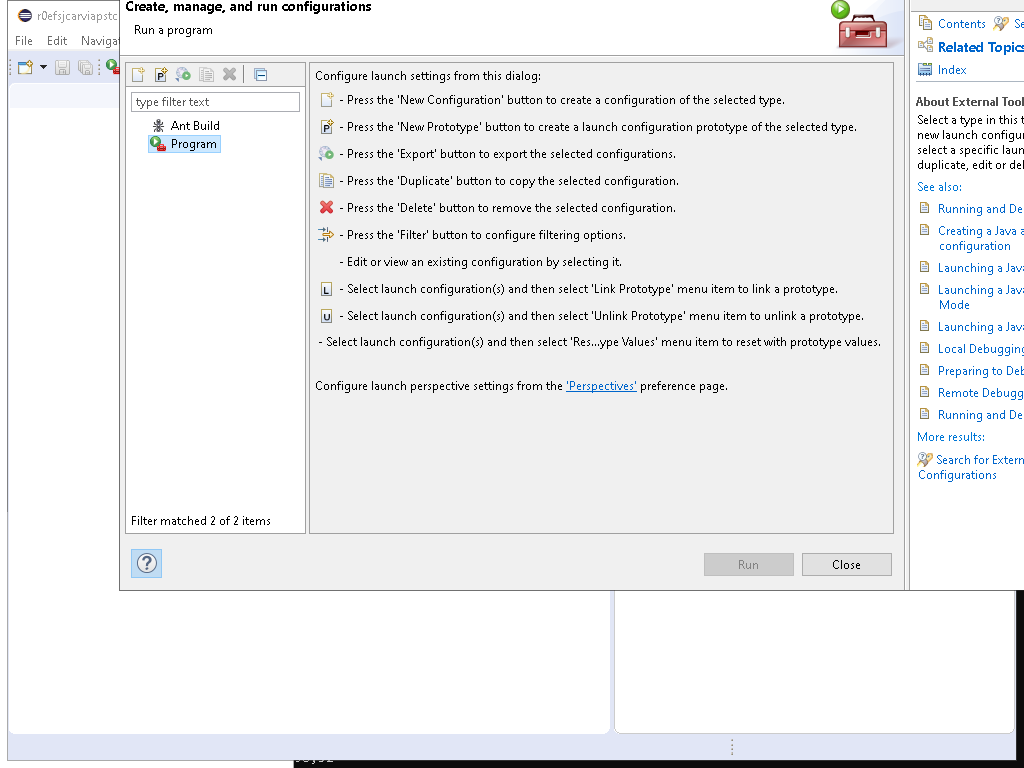 Create, manage, and run configurations
Run a program
r0efsjcarviapstc
File Edit Navigat
type filter text
Ant Build
Program
Filter matched 2 of 2 items
Configure launch settings from this dialog:
- Press the 'New Configuration' button to create a configuration of the selected type.
P - Press the 'New Prototype' button to create a launch configuration prototype of the selected type.
- Press the 'Export' button to export the selected configurations.
- Press the 'Duplicate' button to copy the selected configuration.
- Press the 'Delete' button to remove the selected configuration.
- Press the 'Filter' button to configure filtering options.
- Edit or view an existing configuration by selecting it.
L - Select launch configuration(s) and then select 'Link Prototype' menu item to link a prototype.
U - Select launch configuration(s) and then select 'Unlink Prototype' menu item to unlink a prototype.
- Select launch configuration(s) and then select 'Res...ype Values' menu item to reset with prototype values.
Configure launch perspective settings from the 'Perspectives' preference page.
?
Run
Close
Contents Se
Related Topics
Index
About External Tool
Select a type in this t
new launch configur
select a specific laun
duplicate, edit or del
See also:
Running and De
Creating a Java a
configuration
Launching a Java
Launching a Java
Mode
Launching a Java
Local Debugging
Preparing to Deb
Remote Debugg
Running and De
More results:
Search for Extern
Configurations